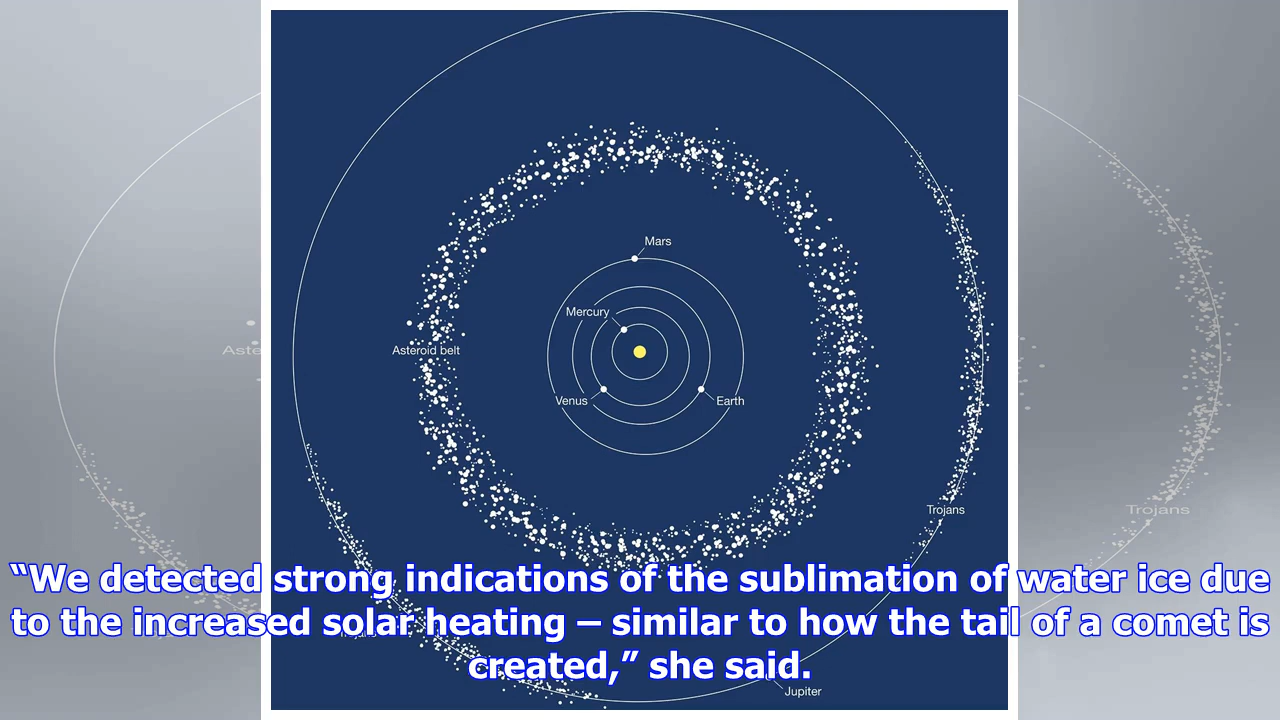 Mars
Mercury
Asteroid belt
Venus
Earth
Trojans
Trojans
“We detected strong indications of the sublimation of water ice due
to the increased solar heating – similar to how the tail of a comet is
created,” she said.
Jupiter